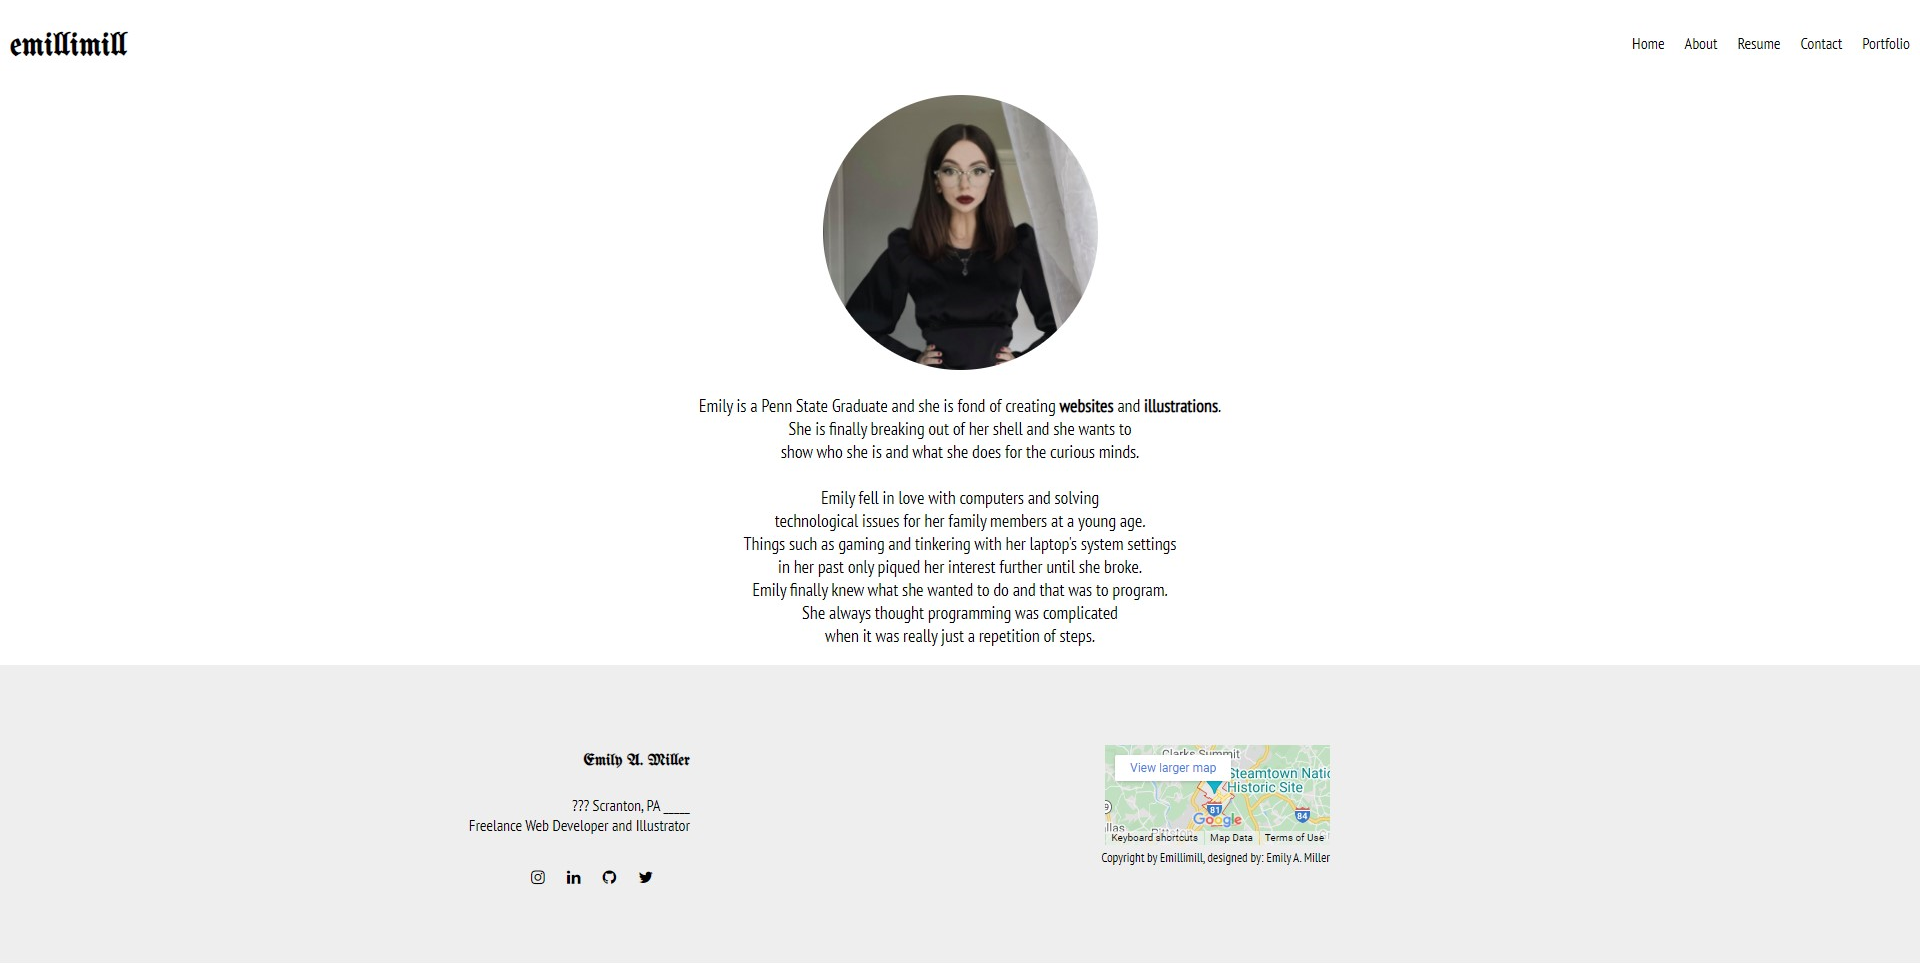 emillimill
Home About Resume Contact Portfolio
Emily is a Penn State Graduate and she is fond of creating websites and illustrations.
She is finally breaking out of her shell and she wants to
show who she is and what she does for the curious minds.
Emily fell in love with computers and solving
technological issues for her family members at a young age.
Things such as gaming and tinkering with her laptop's system settings
in her past only piqued her interest further until she broke.
Emily finally knew what she wanted to do and that was to program.
She always thought programming was complicated
when it was really just a repetition of steps.
Emily A. Miller
??? Scranton, PA _____
Freelance Web Developer and Illustrator
in
Clarks Summit
View larger map
Steamtown Natio
Historic Site
81
84
9
llas
Google
Keyboard shortcuts Map Data Terms of Use
Copyright by Emillimill, designed by: Emily A. Miller